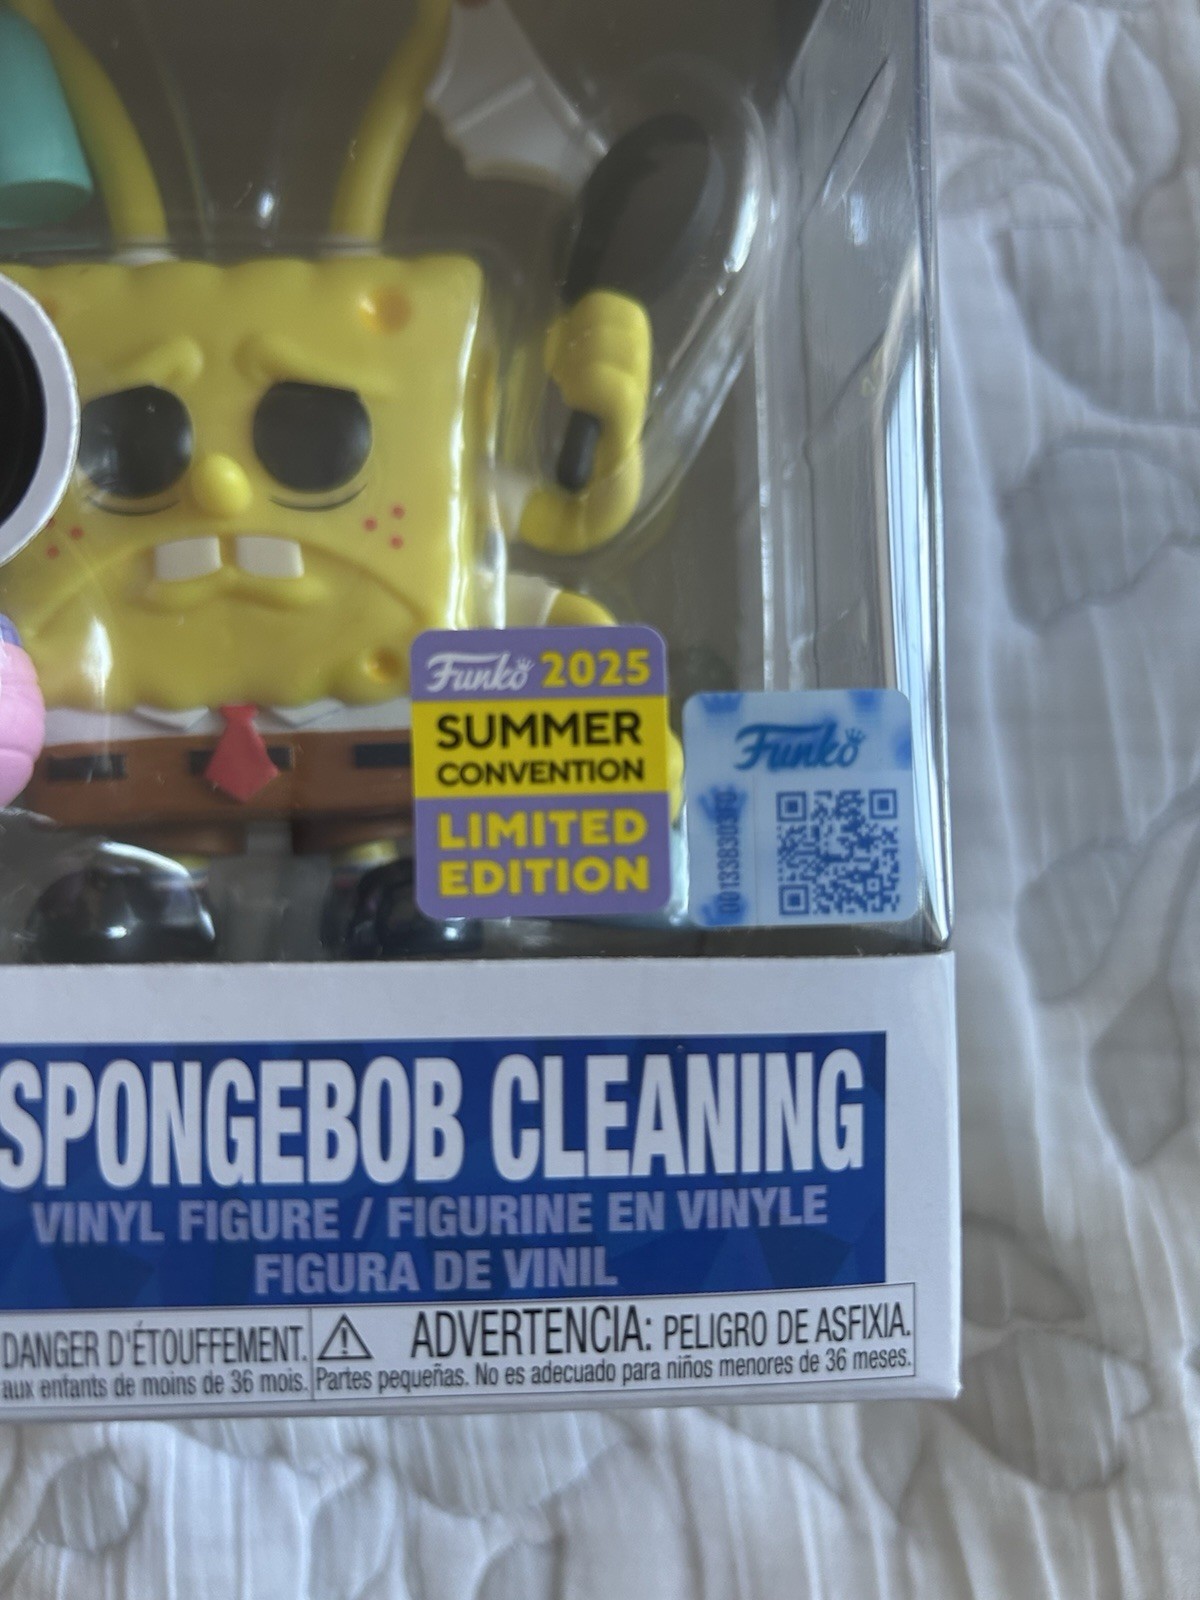 Funko 2025
SUMMER
CONVENTION
LIMITED
EDITION
Funko
SPONGEBOB CLEANING
VINYL FIGURE / FIGURINE EN VINYLE
FIGURA DE VINIL
DANGER D'ÉTOUFFEMENT.
aux enfants de moins de 36 mois.
ADVERTENCIA: PELIGRO DE ASFIXIA.
Partes pequeñas. No es adecuado para niños menores de 36 meses.